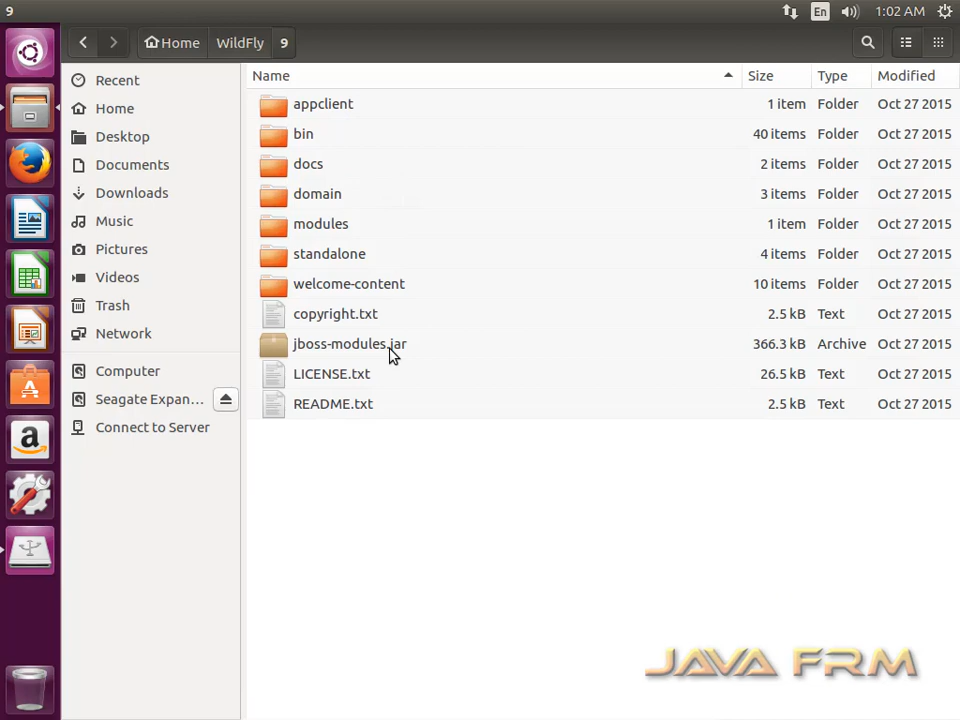 9
En
1:02 AM
Home WildFly 9
Name Size Type Modified
Recent
Home
Desktop
Documents
Downloads
Music
Pictures
Videos
Trash
Network
Computer
Seagate Expan...
Connect to Server
appclient 1 item Folder Oct 27 2015
bin 40 items Folder Oct 27 2015
docs 2 items Folder Oct 27 2015
domain 3 items Folder Oct 27 2015
modules 1 item Folder Oct 27 2015
standalone 4 items Folder Oct 27 2015
welcome-content 10 items Folder Oct 27 2015
copyright.txt 2.5 kB Text Oct 27 2015
jboss-modules.jar 366.3 kB Archive Oct 27 2015
LICENSE.txt 26.5 kB Text Oct 27 2015
README.txt 2.5 kB Text Oct 27 2015
JAVA FRM